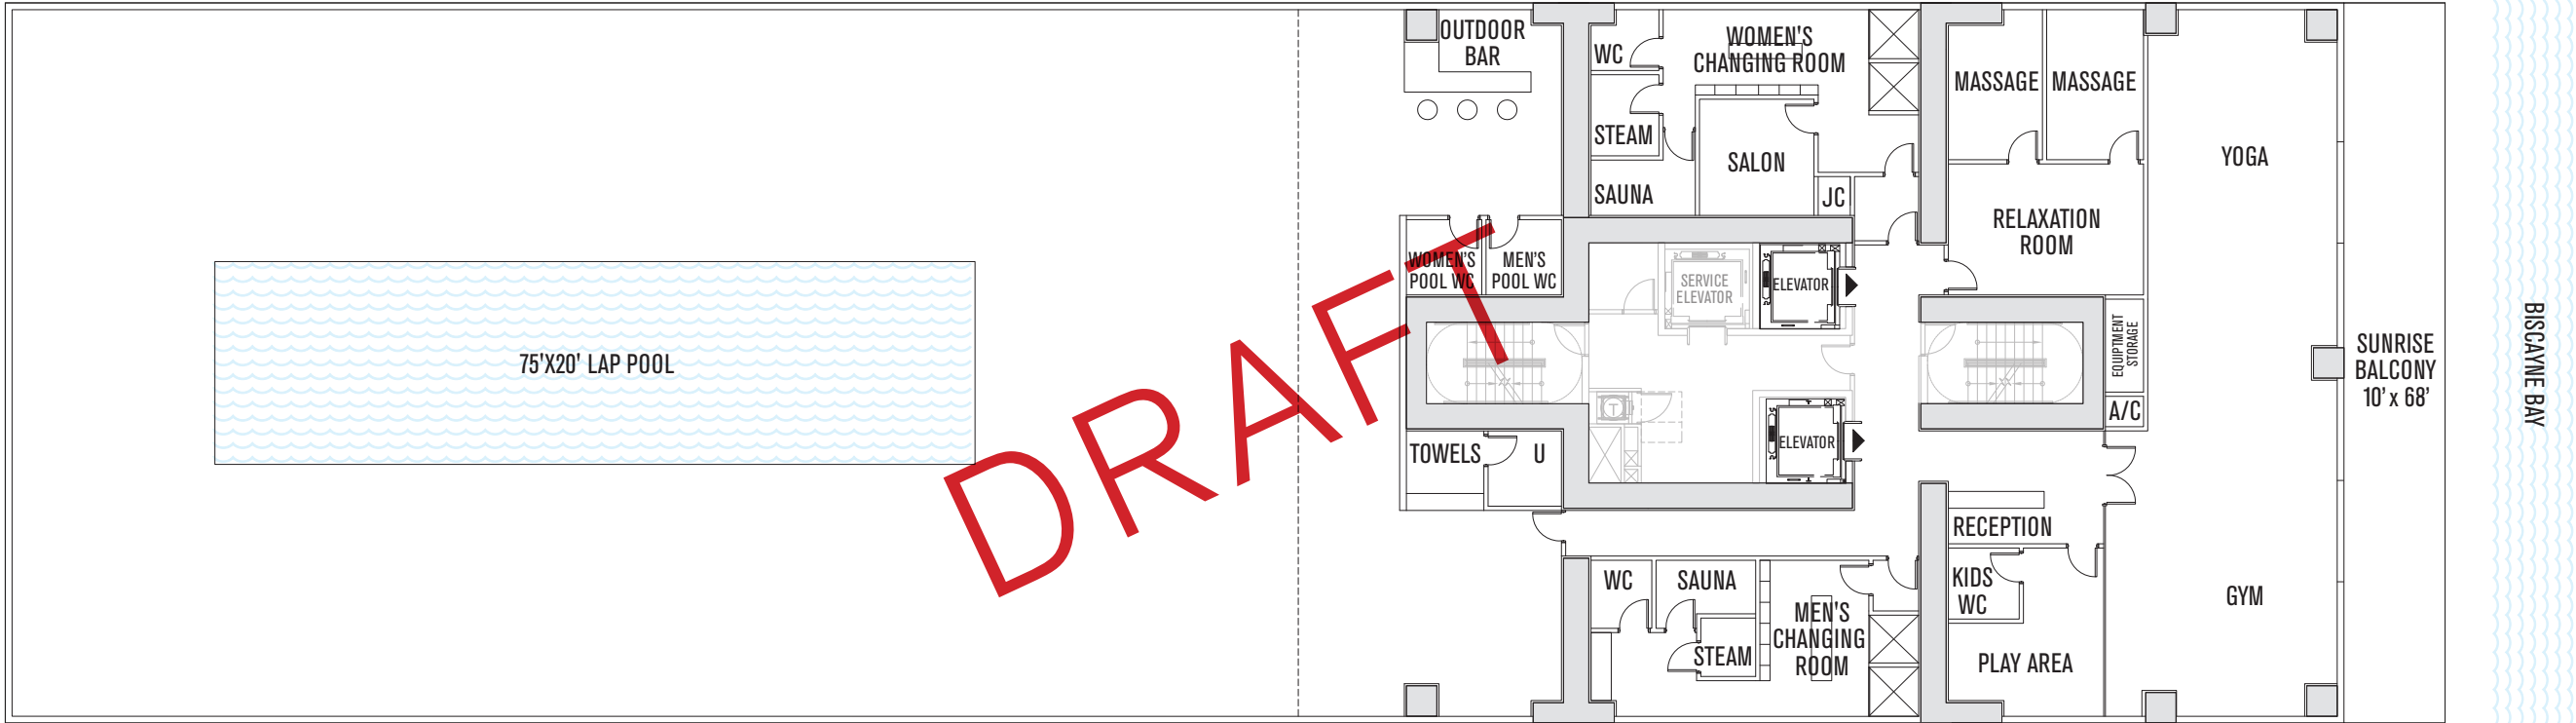 OUTDOOR
BAR
WC
WOMEN'S
CHANGING ROOM
STEAM
SALON
SAUNA
JC
MASSAGE
MASSAGE
RELAXATION
ROOM
YOGA
WOMEN'S
POOL WC
MEN'S
POOL WC
SERVICE
ELEVATOR
ELEVATOR
EQUIPTMENT
STORAGE
A/C
75'X20' LAP POOL
DRAFT
SUNRISE
BALCONY
10' x 68'
BISCAYNE BAY
TOWELS
U
T
ELEVATOR
RECEPTION
WC
SAUNA
STEAM
MEN'S
CHANGING
ROOM
KIDS
WC
PLAY AREA
GYM